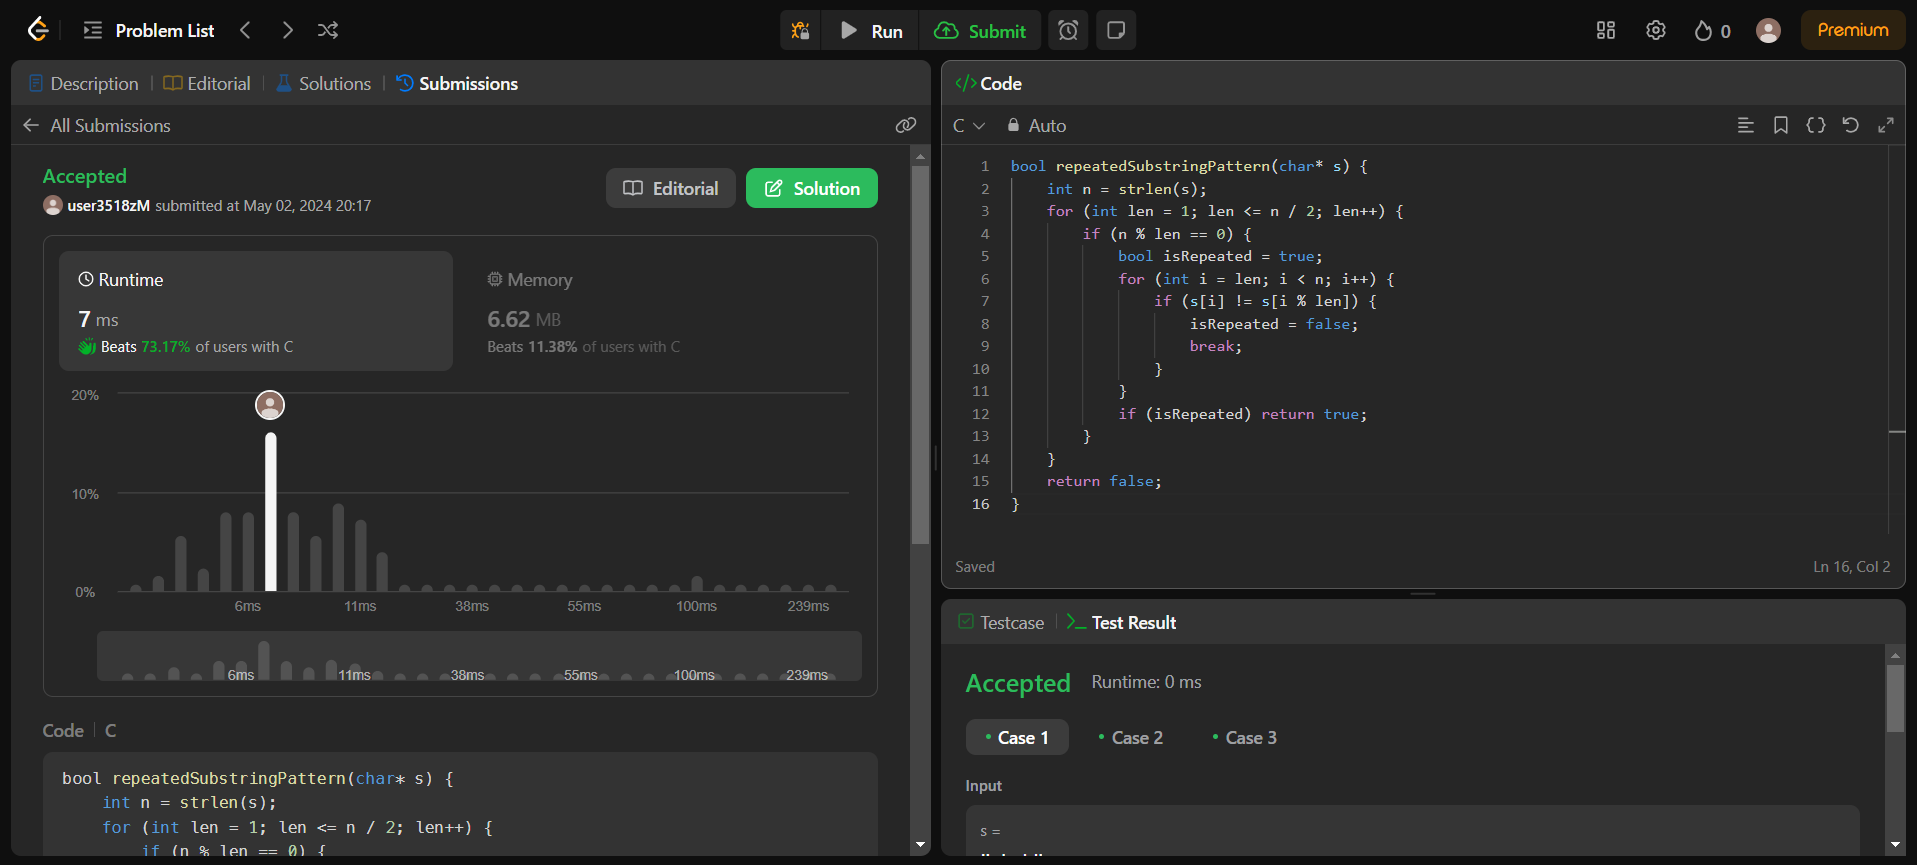 Problem List
Run
Submit
0
Premium
Description
Editorial
Solutions
Submissions
All Submissions
Accepted
user3518zM submitted at May 02, 2024 20:17
Editorial
Solution
Runtime
7 ms
Beats 73.17% of users with C
Memory
6.62 MB
Beats 11.38% of users with C
20%
10%
0%
6ms 11ms 38ms 55ms 100ms 239ms
6ms 11ms 38ms 55ms 100ms 239ms
Code C
bool repeatedSubstringPattern(char* s) {
int n = strlen(s);
for (int len = 1; len <= n / 2; len++) {
if (n % len == 0) {
</> Code
C Auto
1 bool repeatedSubstringPattern(char* s) {
2 int n = strlen(s);
3 for (int len = 1; len <= n / 2; len++) {
4 if (n % len == 0) {
5 bool isRepeated = true;
6 for (int i = len; i < n; i++) {
7 if (s[i] != s[i % len]) {
8 isRepeated = false;
9 break;
10 }
11 }
12 if (isRepeated) return true;
13 }
14 }
15 return false;
16 }
Saved
Ln 16, Col 2
Testcase
Test Result
Accepted Runtime: 0 ms
Case 1
Case 2
Case 3
Input
s =